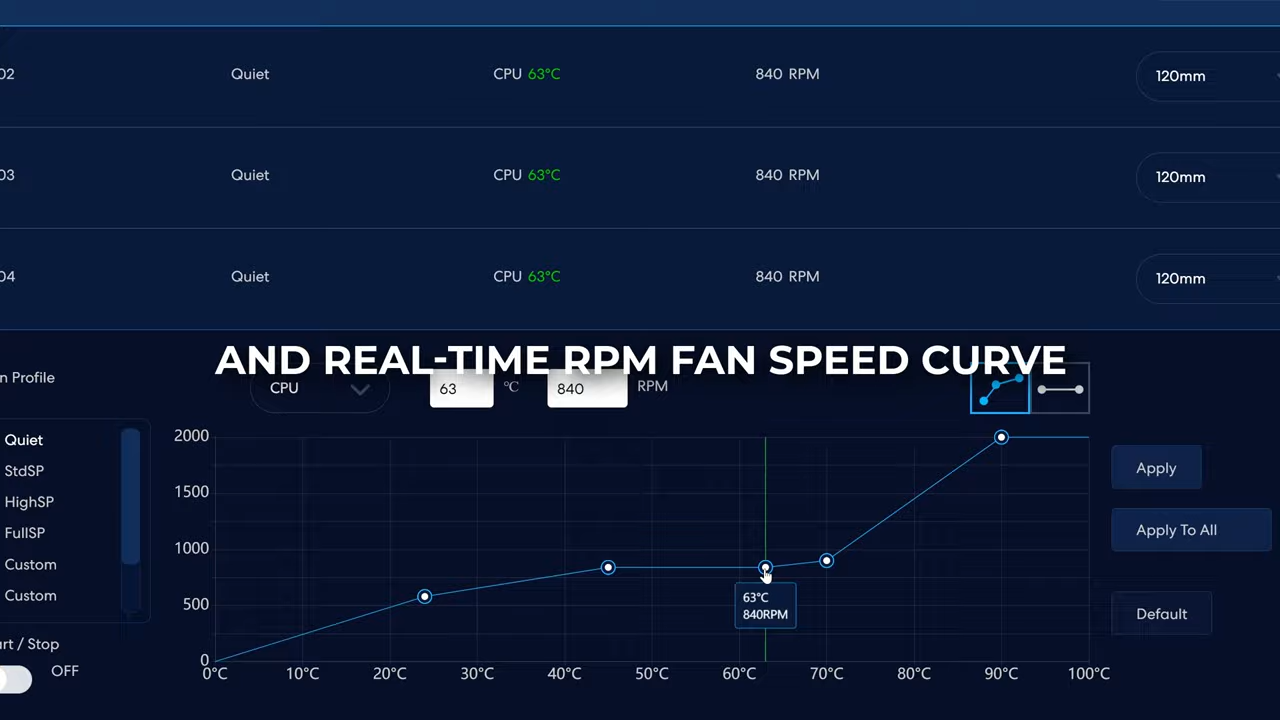 02 Quiet CPU 63°C 840 RPM 120mm
03 Quiet CPU 63°C 840 RPM 120mm
04 Quiet CPU 63°C 840 RPM 120mm
AND REAL-TIME RPM FAN SPEED CURVE
n Profile CPU 63 °C 840 RPM
Quiet
StdSP
HighSP
FullSP
Custom
Custom
art / Stop
OFF
2000
1500
1000
500
0
63°C
840RPM
0°C 10°C 20°C 30°C 40°C 50°C 60°C 70°C 80°C 90°C 100°C
Apply
Apply To All
Default